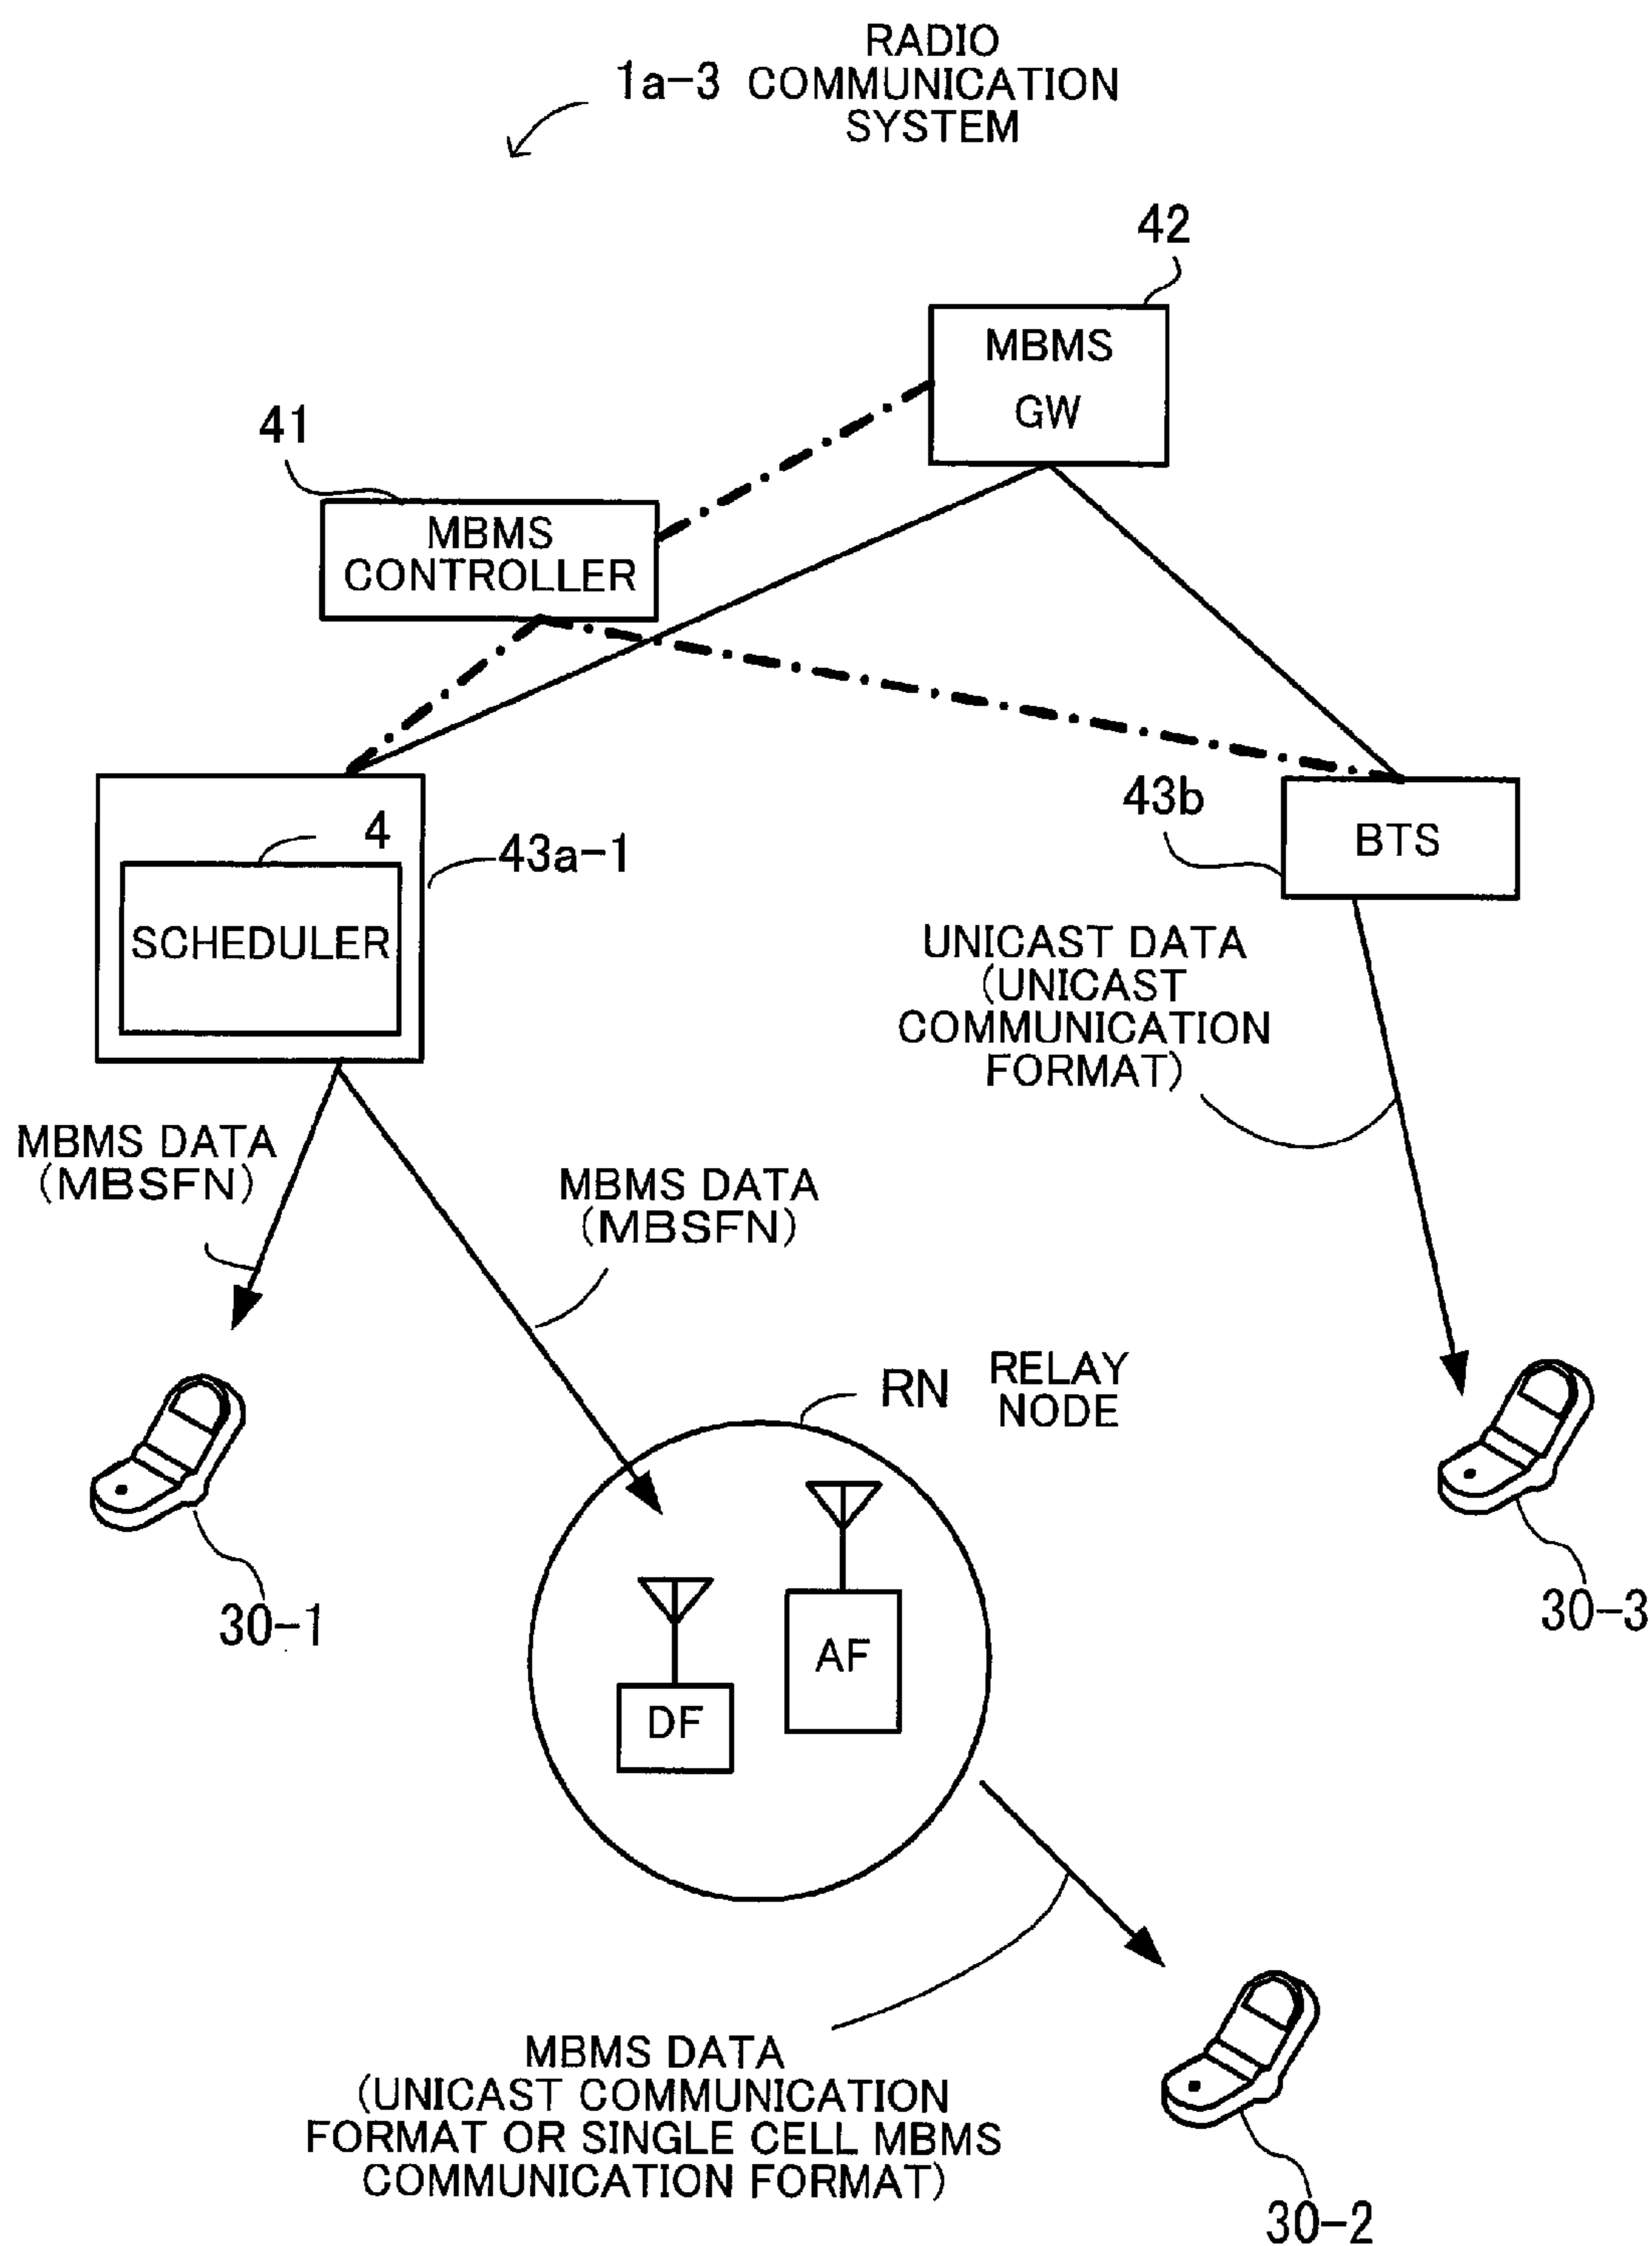 RADIO
1a-3 COMMUNICATION
SYSTEM
42
MBMS
GW
41
MBMS
CONTROLLER
4
43a-1
SCHEDULER
43b
BTS
UNICAST DATA
(UNICAST
COMMUNICATION
FORMAT)
MBMS DATA
(MBSFN)
MBMS DATA
(MBSFN)
RN
RELAY
NODE
AF
DF
30-1
30-3
MBMS DATA
(UNICAST COMMUNICATION
FORMAT OR SINGLE CELL MBMS
COMMUNICATION FORMAT)
30-2